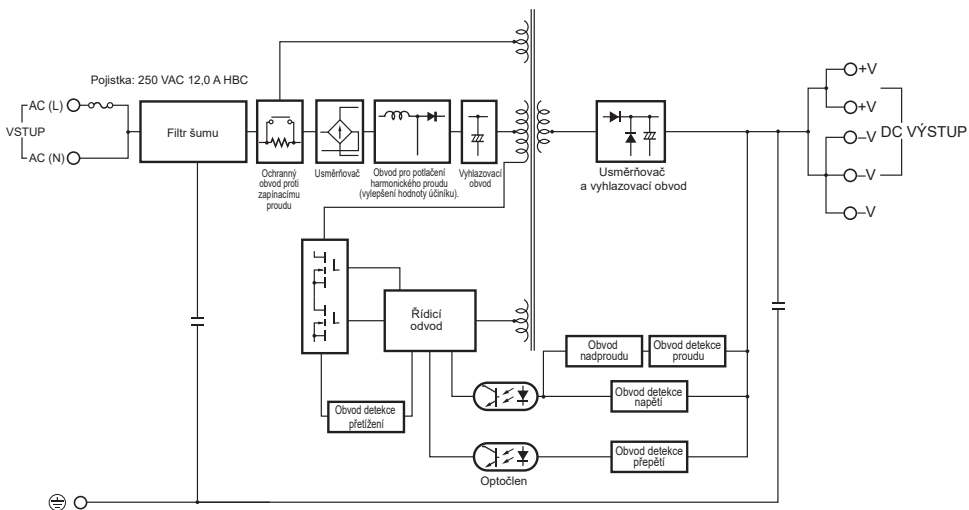 Pojistka: 250 VAC 12,0 A HBC
AC (L)
VSTUP
AC (N)
Filtr šumu
Ochranný
obvod proti
zapínacímu
proudu
Usměrňovač
Obvod pro potlačení
harmonického proudu
(vylepšení hodnoty účiníku).
Vyhlazovací
obvod
Usměrňovač
a vyhlazovací obvod
+V
+V
–V
–V
–V
DC VÝSTUP
Řídicí
odvod
Obvod detekce
přetížení
Obvod
nadproudu
Obvod detekce
proudu
Obvod detekce
napětí
Obvod detekce
přepětí
Optočlen